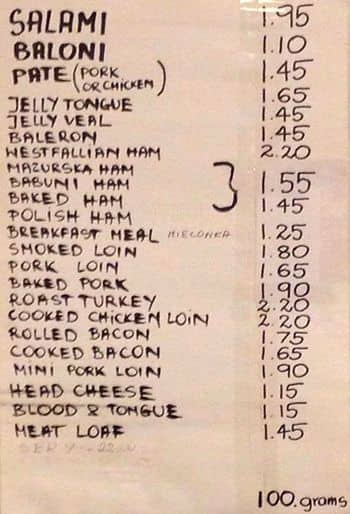 SALAMI 1.95
BALONI 1.10
PATE (PORK 1.45
OR CHICKEN)
JELLY TONGUE 1.65
JELLY VEAL 1.45
BALERON 1.45
WESTFALLIAN HAM 2.20
MAZURSKA HAM
BABUNI HAM } 1.55
BAKED HAM
POLISH HAM 1.45
BREAKFAST MEAL MIELONKA 1.25
SMOKED LOIN 1.80
PORK LOIN 1.65
BAKED PORK 1.90
ROAST TURKEY 2.20
COOKED CHICKEN LOIN 2.20
ROLLED BACON 1.75
COOKED BACON 1.65
MINI PORK LOIN 1.90
HEAD CHEESE 1.15
BLOOD & TONGUE 1.15
MEAT LOAF 1.45
100.grams